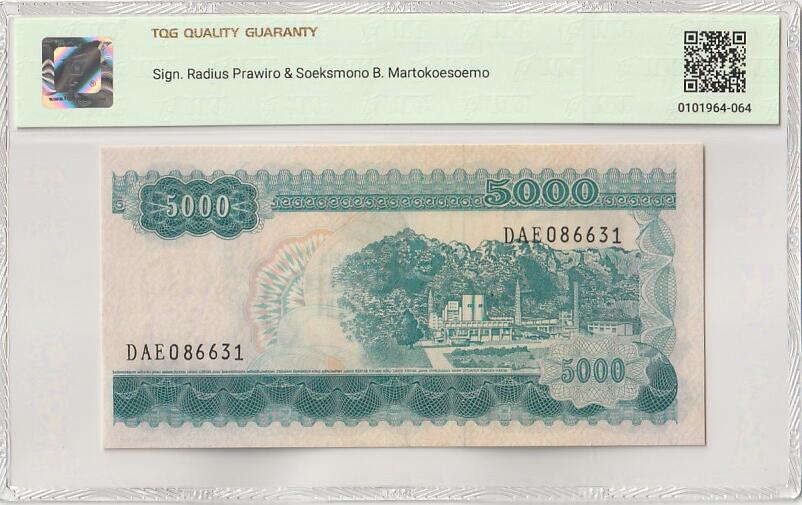 TQG QUALITY GUARANTY
Sign. Radius Prawiro & Soeksmono B. Martokoesoemo
0101964-064
5000
5000
DAE086631
DAE086631
5000